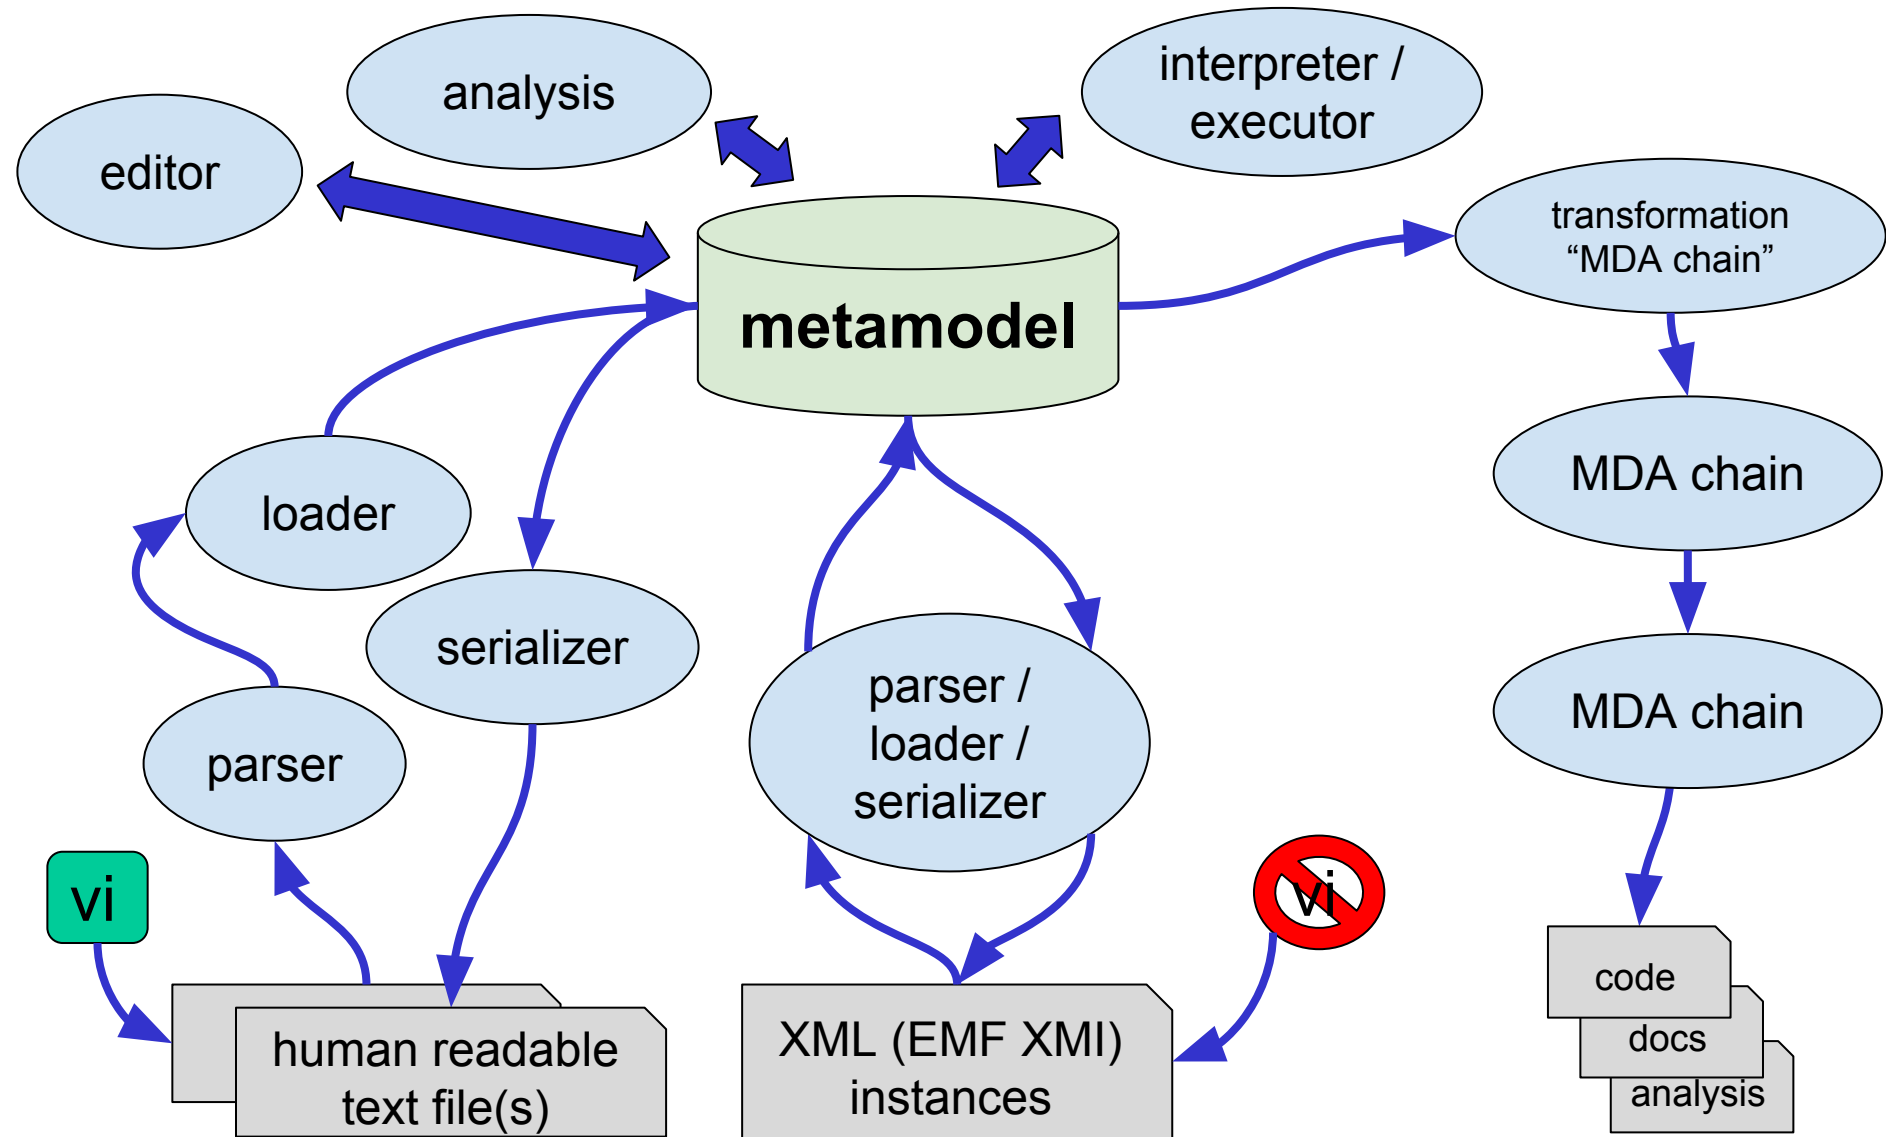 analysis
interpreter /
executor
editor
transformation
“MDA chain”
metamodel
MDA chain
loader
serializer
parser /
loader /
serializer
MDA chain
parser
vi
vi
code
human readable
text file(s)
XML (EMF XMI)
instances
docs
analysis